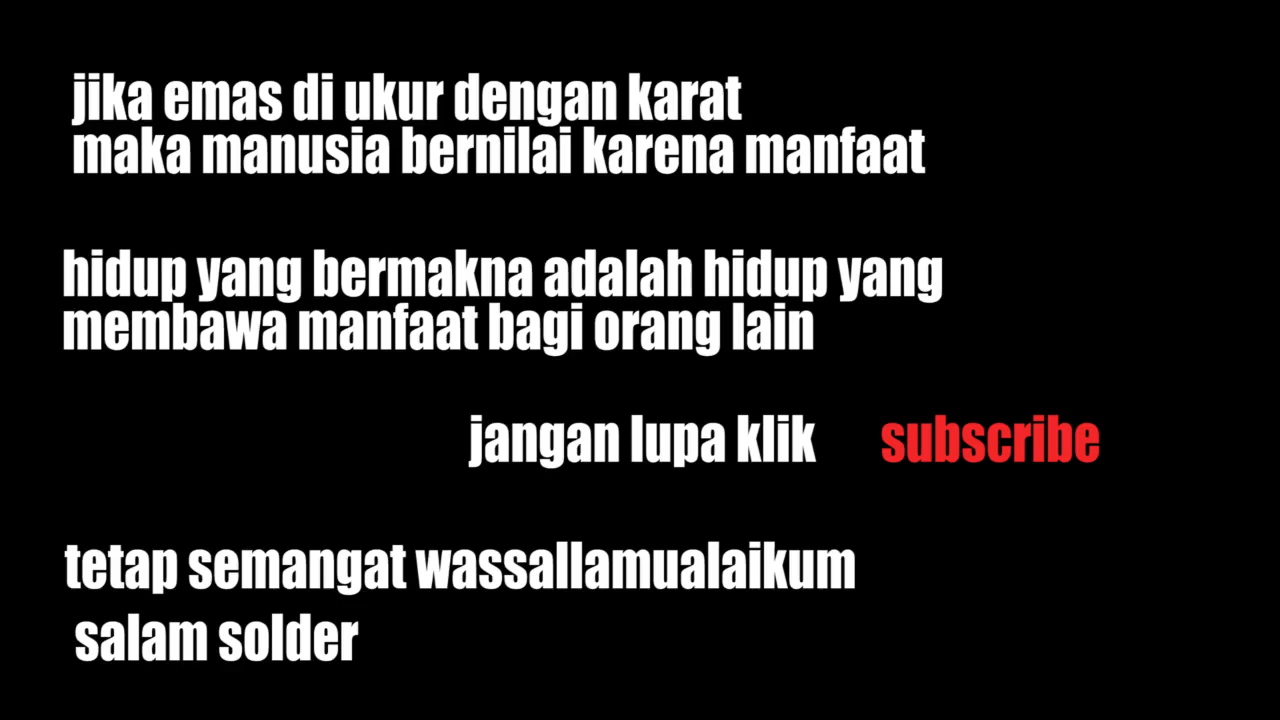 jika emas di ukur dengan karat
maka manusia bernilai karena manfaat
hidup yang bermakna adalah hidup yang
membawa manfaat bagi orang lain
jangan lupa klik subscribe
tetap semangat wassallamualaikum
salam solder